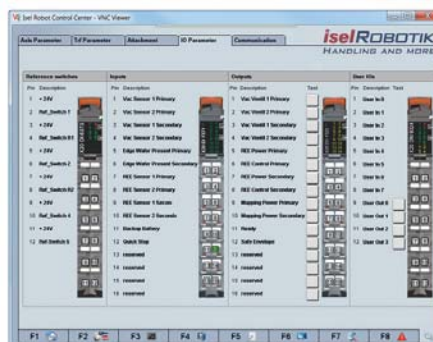 Isel Robot Control Center - VNC Viewer
Axis Parameter
Trf Parameter
Attachment
IO Parameter
Communication
iselROBOTIK
HANDLING AND MORE
Reference switches
Pin Description
1 + 24V
2 Ref_Switch 1
3 + 24V
4 Ref_Switch R1
5 + 24V
6 Ref_Switch 2
7 + 24V
8 Ref_Switch R2
9 + 24V
10 Ref_Switch 4
11 + 24V
12 Ref_Switch 5
Inputs
Pin Description
1 Vac Sensor 1 Primary
2 Vac Sensor 2 Primary
3 Vac Sensor 1 Secondary
4 Vac Sensor 2 Secondary
5 Edge Wafer Present Primary
6 Edge Wafer Present Secondary
7 REE Sensor 1 Primary
8 REE Sensor 2 Primary
9 REE Sensor 1 Secon
10 REE Sensor 2 Seconds
11 Backup Battery
12 Quick Stop
13 reserved
14 reserved
15 reserved
16 reserved
Outputs
Pin Description Test
1 Vac Ventil 1 Primary
2 Vac Ventil 2 Primary
3 Vac Ventil 1 Secondary
4 Vac Ventil 2 Secondary
5 REE Power Primary
6 REE Control Primary
7 REE Power Secondary
8 REE Control Secondary
9 Mapping Power Primary
10 Mapping Power Secondary
11 Ready
12 Safe Envelope
13 reserved
14 reserved
15 reserved
16 reserved
User IOs
Pin Description Test
1 User In 0
2 User In 1
3 User In 2
4 User In 3
5 User In 4
6 User In 5
7 User In 6
8 User In 7
9 User Out 0
10 User Out 1
11 User Out 2
12 User Out 3
F1
F2
F3
F4
F5
F6
F7
F8